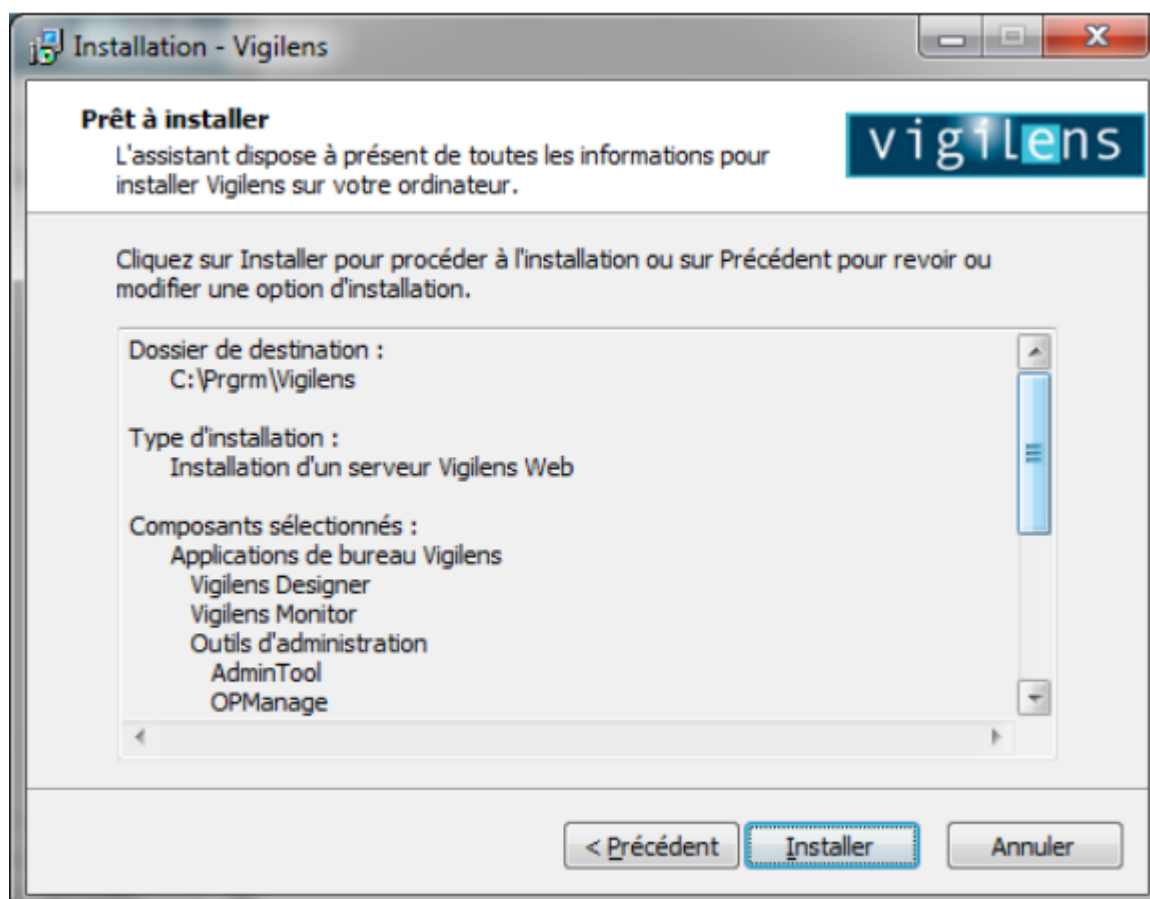 Installation - Vigilens
Prêt à installer
L'assistant dispose à présent de toutes les informations pour
installer Vigilens sur votre ordinateur.
vigilens
Cliquez sur Installer pour procéder à l'installation ou sur Précédent pour revoir ou
modifier une option d'installation.
Dossier de destination :
C:\Prgrm\Vigilens
Type d'installation :
Installation d'un serveur Vigilens Web
Composants sélectionnés :
Applications de bureau Vigilens
Vigilens Designer
Vigilens Monitor
Outils d'administration
AdminTool
OPManage
< Précédent
Installer
Annuler